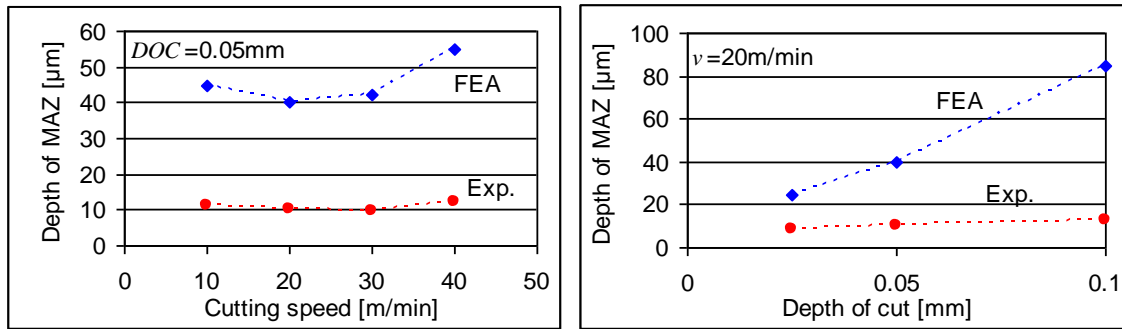 60
50
40
30
20
10
0
Depth of MAZ [µm]
DOC=0.05mm
FEA
Exp.
0 10 20 30 40 50
Cutting speed [m/min]
100
80
60
40
20
0
Depth of MAZ [µm]
v=20m/min
FEA
Exp.
0 0.05 0.1
Depth of cut [mm]